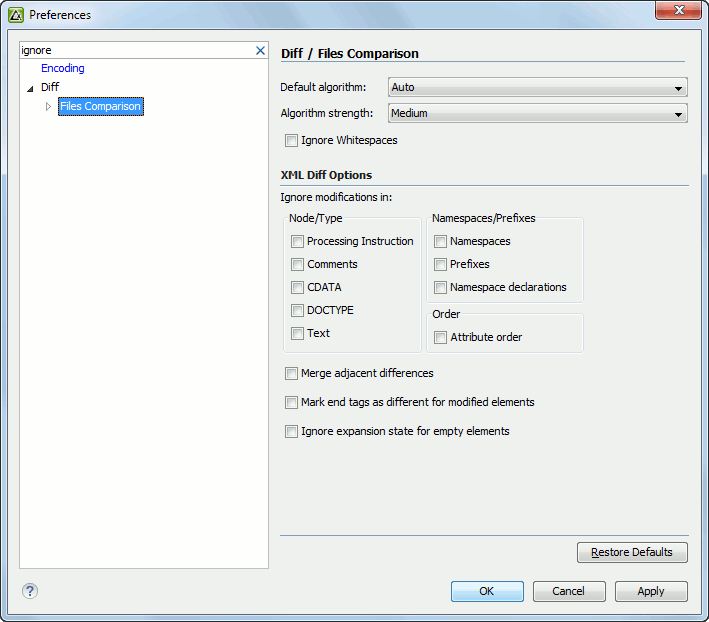 Preferences
ignore
Encoding
Diff
Files Comparison
Diff / Files Comparison
Default algorithm: Auto
Algorithm strength: Medium
Ignore Whitespaces
XML Diff Options
Ignore modifications in:
Node/Type
Processing Instruction
Comments
CDATA
DOCTYPE
Text
Namespaces/Prefixes
Namespaces
Prefixes
Namespace declarations
Order
Attribute order
Merge adjacent differences
Mark end tags as different for modified elements
Ignore expansion state for empty elements
Restore Defaults
?
OK Cancel Apply